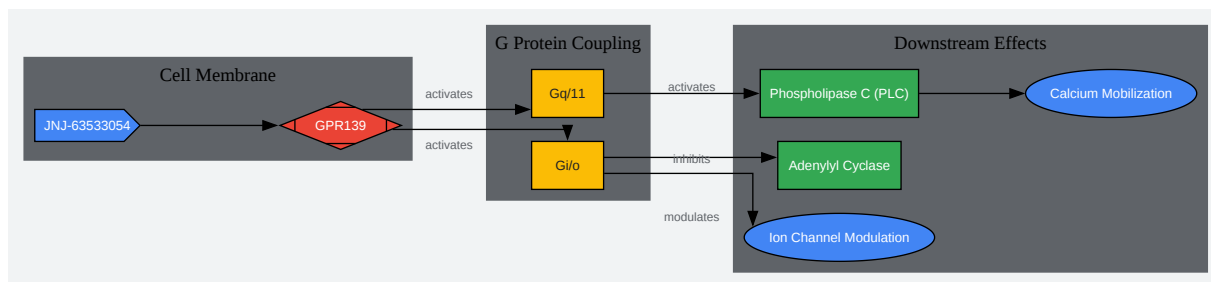 Cell Membrane
JNJ-63533054
GPR139
activates
activates
G Protein Coupling
Gq/11
Gi/o
activates
inhibits
modulates
Downstream Effects
Phospholipase C (PLC)
Calcium Mobilization
Adenylyl Cyclase
Ion Channel Modulation